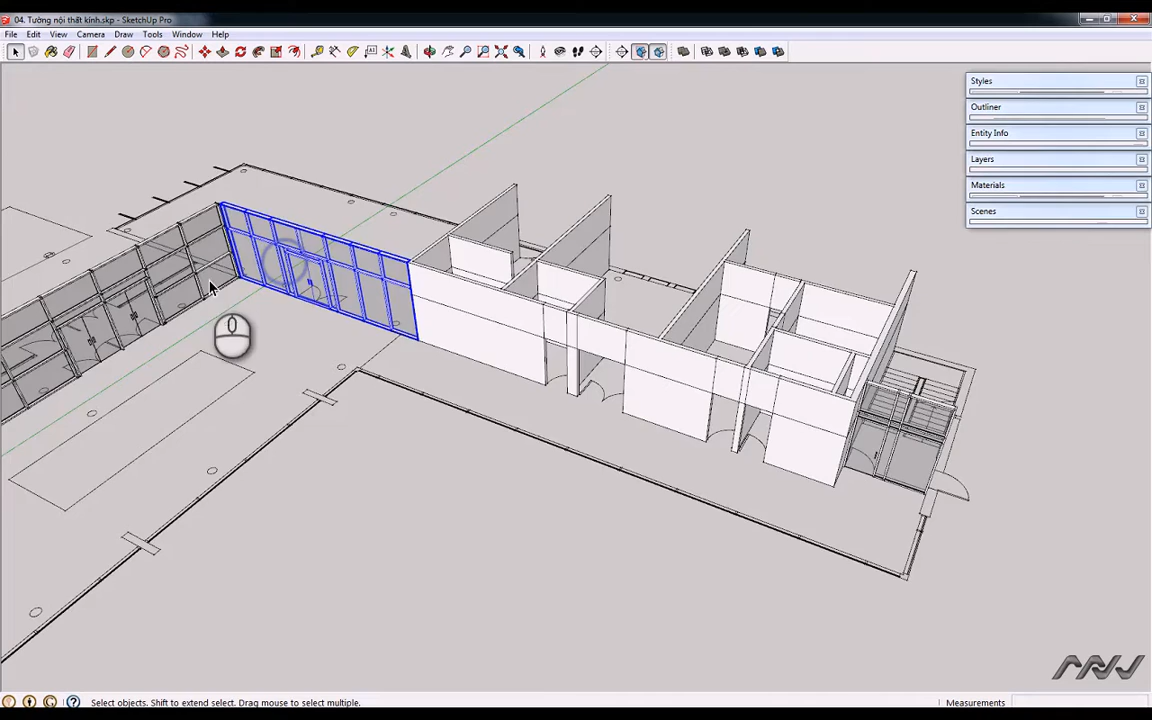 04. Tường nội thất kính.skp - SketchUp Pro
File Edit View Camera Draw Tools Window Help
Styles
Outliner
Entity Info
Layers
Materials
Scenes
Select objects. Shift to extend select. Drag mouse to select multiple.
Measurements